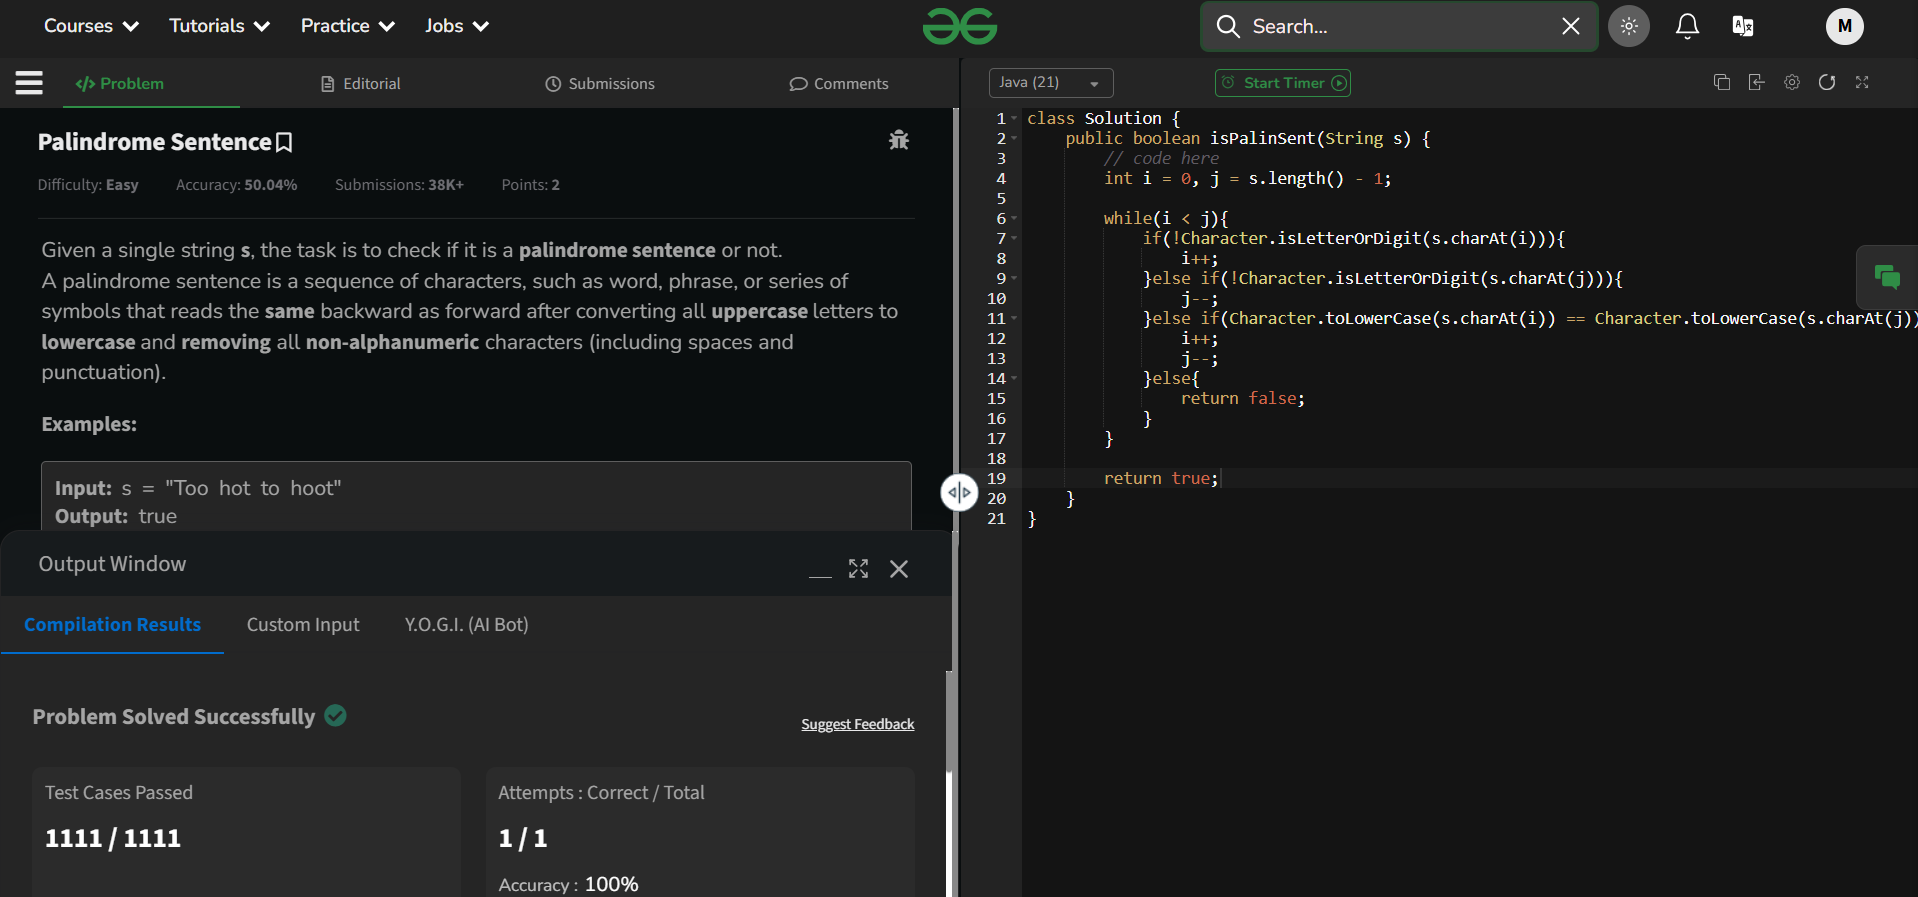 Courses Tutorials Practice Jobs
Search...
M
Problem Editorial Submissions Comments
Java (21) Start Timer
Palindrome Sentence
Difficulty: Easy Accuracy: 50.04% Submissions: 38K+ Points: 2
Given a single string s, the task is to check if it is a palindrome sentence or not.
A palindrome sentence is a sequence of characters, such as word, phrase, or series of
symbols that reads the same backward as forward after converting all uppercase letters to
lowercase and removing all non-alphanumeric characters (including spaces and
punctuation).
Examples:
Input: s = "Too hot to hoot"
Output: true
Output Window
Compilation Results Custom Input Y.O.G.I. (AI Bot)
Problem Solved Successfully
Suggest Feedback
Test Cases Passed
1111 / 1111
Attempts : Correct / Total
1 / 1
Accuracy : 100%
1 class Solution {
2 public boolean isPalinSent(String s) {
3 // code here
4 int i = 0, j = s.length() - 1;
5
6 while(i < j){
7 if(!Character.isLetterOrDigit(s.charAt(i))){
8 i++;
9 }else if(!Character.isLetterOrDigit(s.charAt(j))){
10 j--;
11 }else if(Character.toLowerCase(s.charAt(i)) == Character.toLowerCase(s.charAt(j))
12 i++;
13 j--;
14 }else{
15 return false;
16 }
17 }
18
19 return true;
20 }
21 }